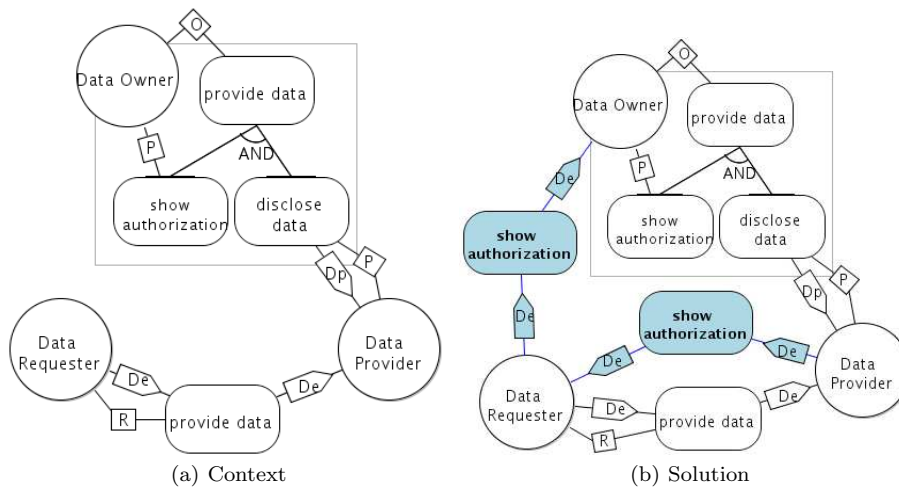 O
Data Owner
provide data
P
AND
show
authorization
disclose
data
Dp
P
Data
Requester
Data
Provider
De
De
R
provide data
(a) Context
O
Data Owner
provide data
P
AND
De
show
authorization
disclose
data
show
authorization
De
Dp
P
show
authorization
De
De
Data
Provider
Data
Requester
De
De
R
provide data
(b) Solution